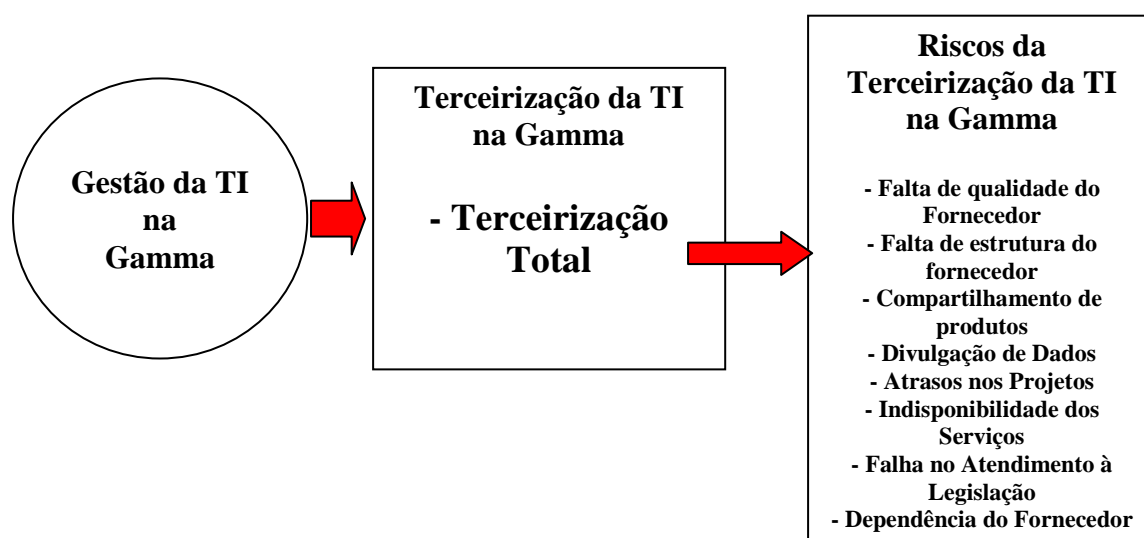 Gestão da TI
na
Gamma
Terceirização da TI
na Gamma
- Terceirização
Total
Riscos da
Terceirização da TI
na Gamma
- Falta de qualidade do
Fornecedor
- Falta de estrutura do
fornecedor
- Compartilhamento de
produtos
- Divulgação de Dados
- Atrasos nos Projetos
- Indisponibilidade dos
Serviços
- Falha no Atendimento à
Legislação
- Dependência do Fornecedor